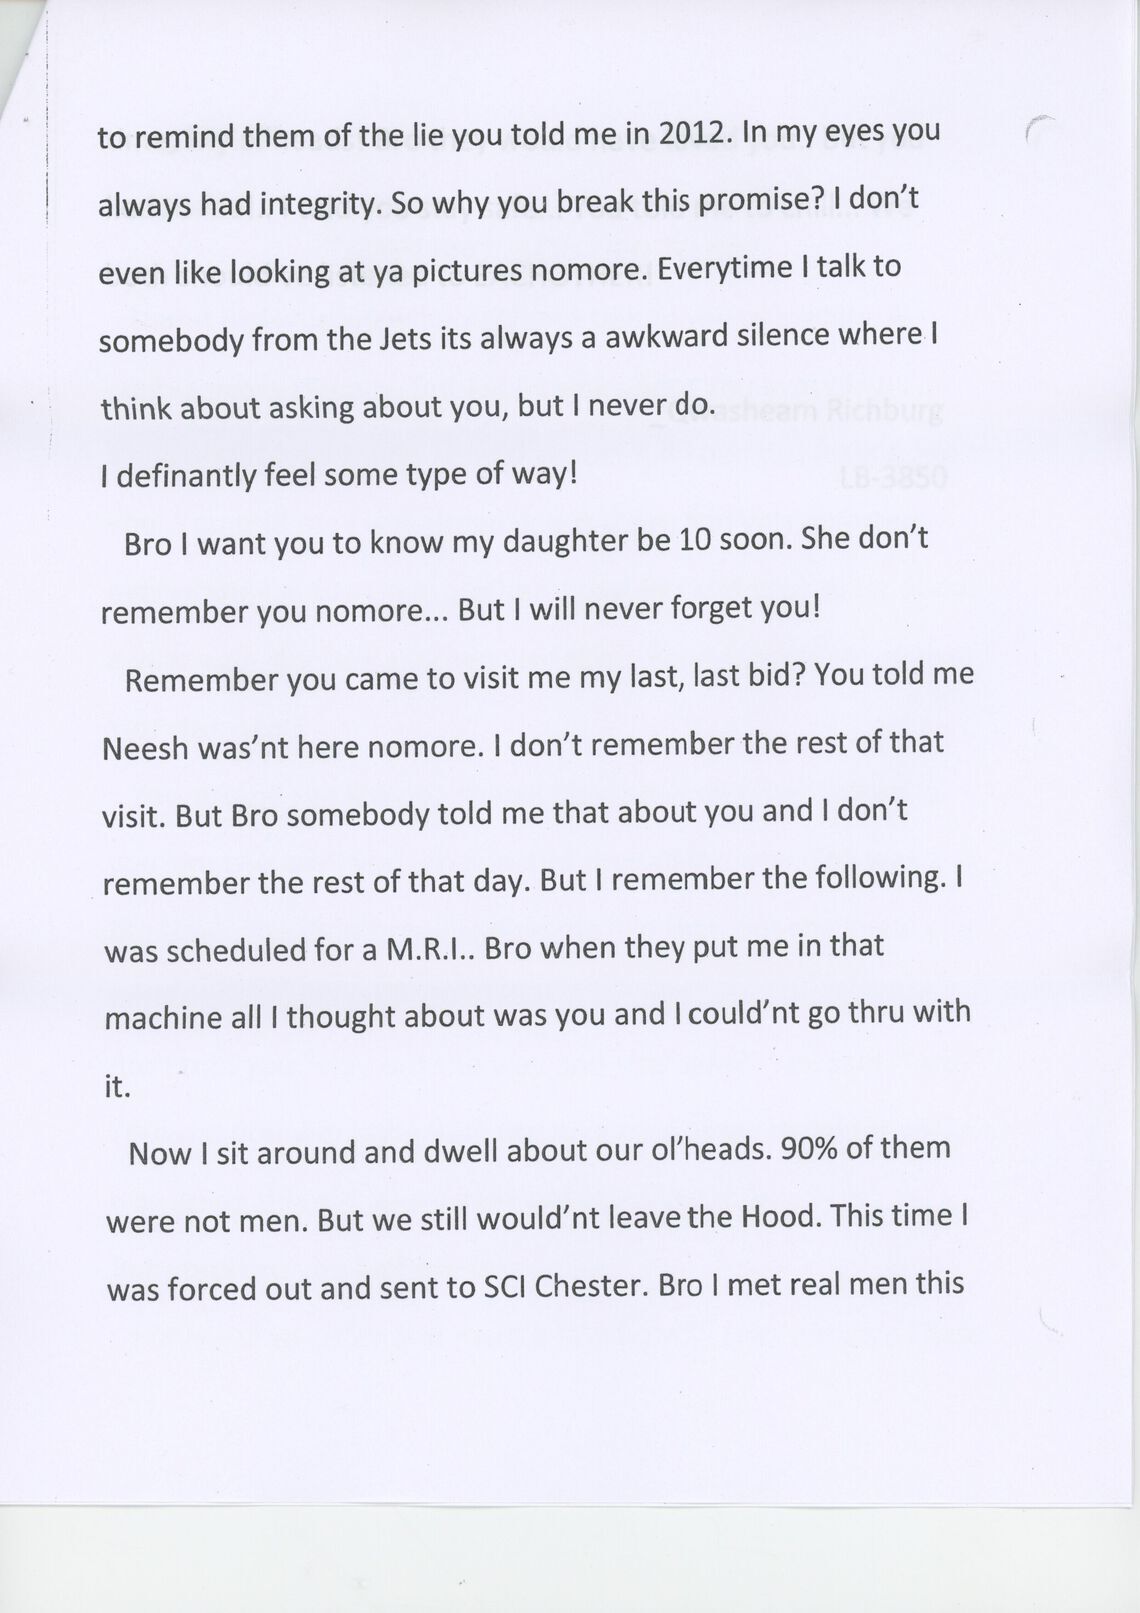 to remind them of the lie you told me in 2012. In my eyes you
always had integrity. So why you break this promise? I don't
even like looking at ya pictures nomore. Everytime I talk to
somebody from the Jets its always a awkward silence where I
think about asking about you, but I never do.
I definantly feel some type of way!
Bro I want you to know my daughter be 10 soon. She don't
remember you nomore... But I will never forget you!
Remember you came to visit me my last, last bid? You told me
Neesh was'nt here nomore. I don't remember the rest of that
visit. But Bro somebody told me that about you and I don't
remember the rest of that day. But I remember the following. I
was scheduled for a M.R.I.. Bro when they put me in that
machine all I thought about was you and I could'nt go thru with
it.
Now I sit around and dwell about our ol'heads. 90% of them
were not men. But we still would'nt leave the Hood. This time I
was forced out and sent to SCI Chester. Bro I met real men this